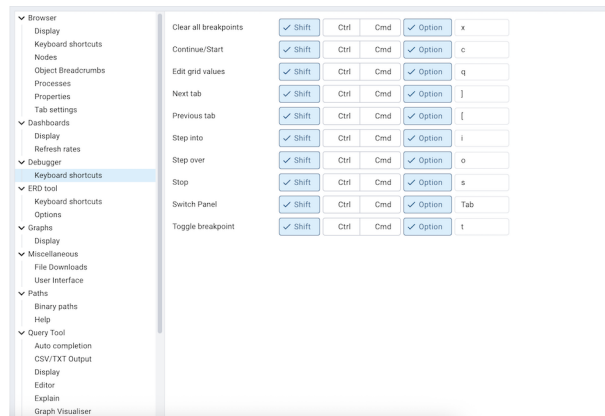 Browser
Display
Keyboard shortcuts
Nodes
Object Breadcrumbs
Processes
Properties
Tab settings
Dashboards
Display
Refresh rates
Debugger
Keyboard shortcuts
ERD tool
Keyboard shortcuts
Options
Graphs
Display
Miscellaneous
File Downloads
User Interface
Paths
Binary paths
Help
Query Tool
Auto completion
CSV/TXT Output
Display
Editor
Explain
Graph Visualiser
Clear all breakpoints Shift Ctrl Cmd Option x
Continue/Start Shift Ctrl Cmd Option c
Edit grid values Shift Ctrl Cmd Option q
Next tab Shift Ctrl Cmd Option ]
Previous tab Shift Ctrl Cmd Option [
Step into Shift Ctrl Cmd Option i
Step over Shift Ctrl Cmd Option o
Stop Shift Ctrl Cmd Option s
Switch Panel Shift Ctrl Cmd Option Tab
Toggle breakpoint Shift Ctrl Cmd Option t